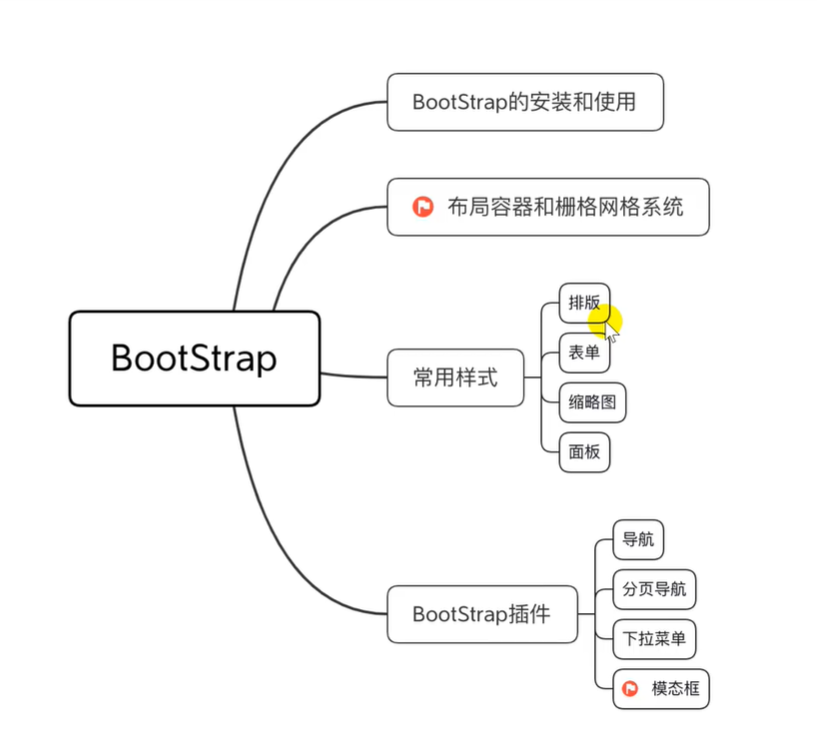 BootStrap的安装和使用
布局容器和栅格网格系统
BootStrap
常用样式
排版
表单
缩略图
面板
BootStrap插件
导航
分页导航
下拉菜单
模态框